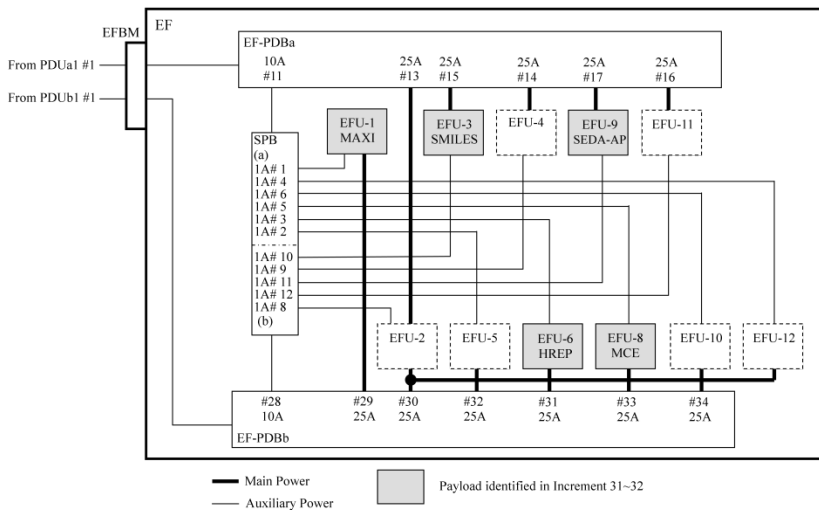 EFBM
EF
From PDUa1 #1
From PDUb1 #1
EF-PDBa
10A
#11
25A
#13
25A
#15
25A
#14
25A
#17
25A
#16
EFU-1
MAXI
EFU-3
SMILES
EFU-4
EFU-9
SEDA-AP
EFU-11
SPB
(a)
1A# 1
1A# 4
1A# 6
1A# 5
1A# 3
1A# 2
1A# 10
1A# 9
1A# 11
1A# 12
1A# 8
(b)
EFU-2
EFU-5
EFU-6
HREP
EFU-8
MCE
EFU-10
EFU-12
#28
10A
#29
25A
#30
25A
#32
25A
#31
25A
#33
25A
#34
25A
EF-PDBb
Main Power
Auxiliary Power
Payload identified in Increment 31~32